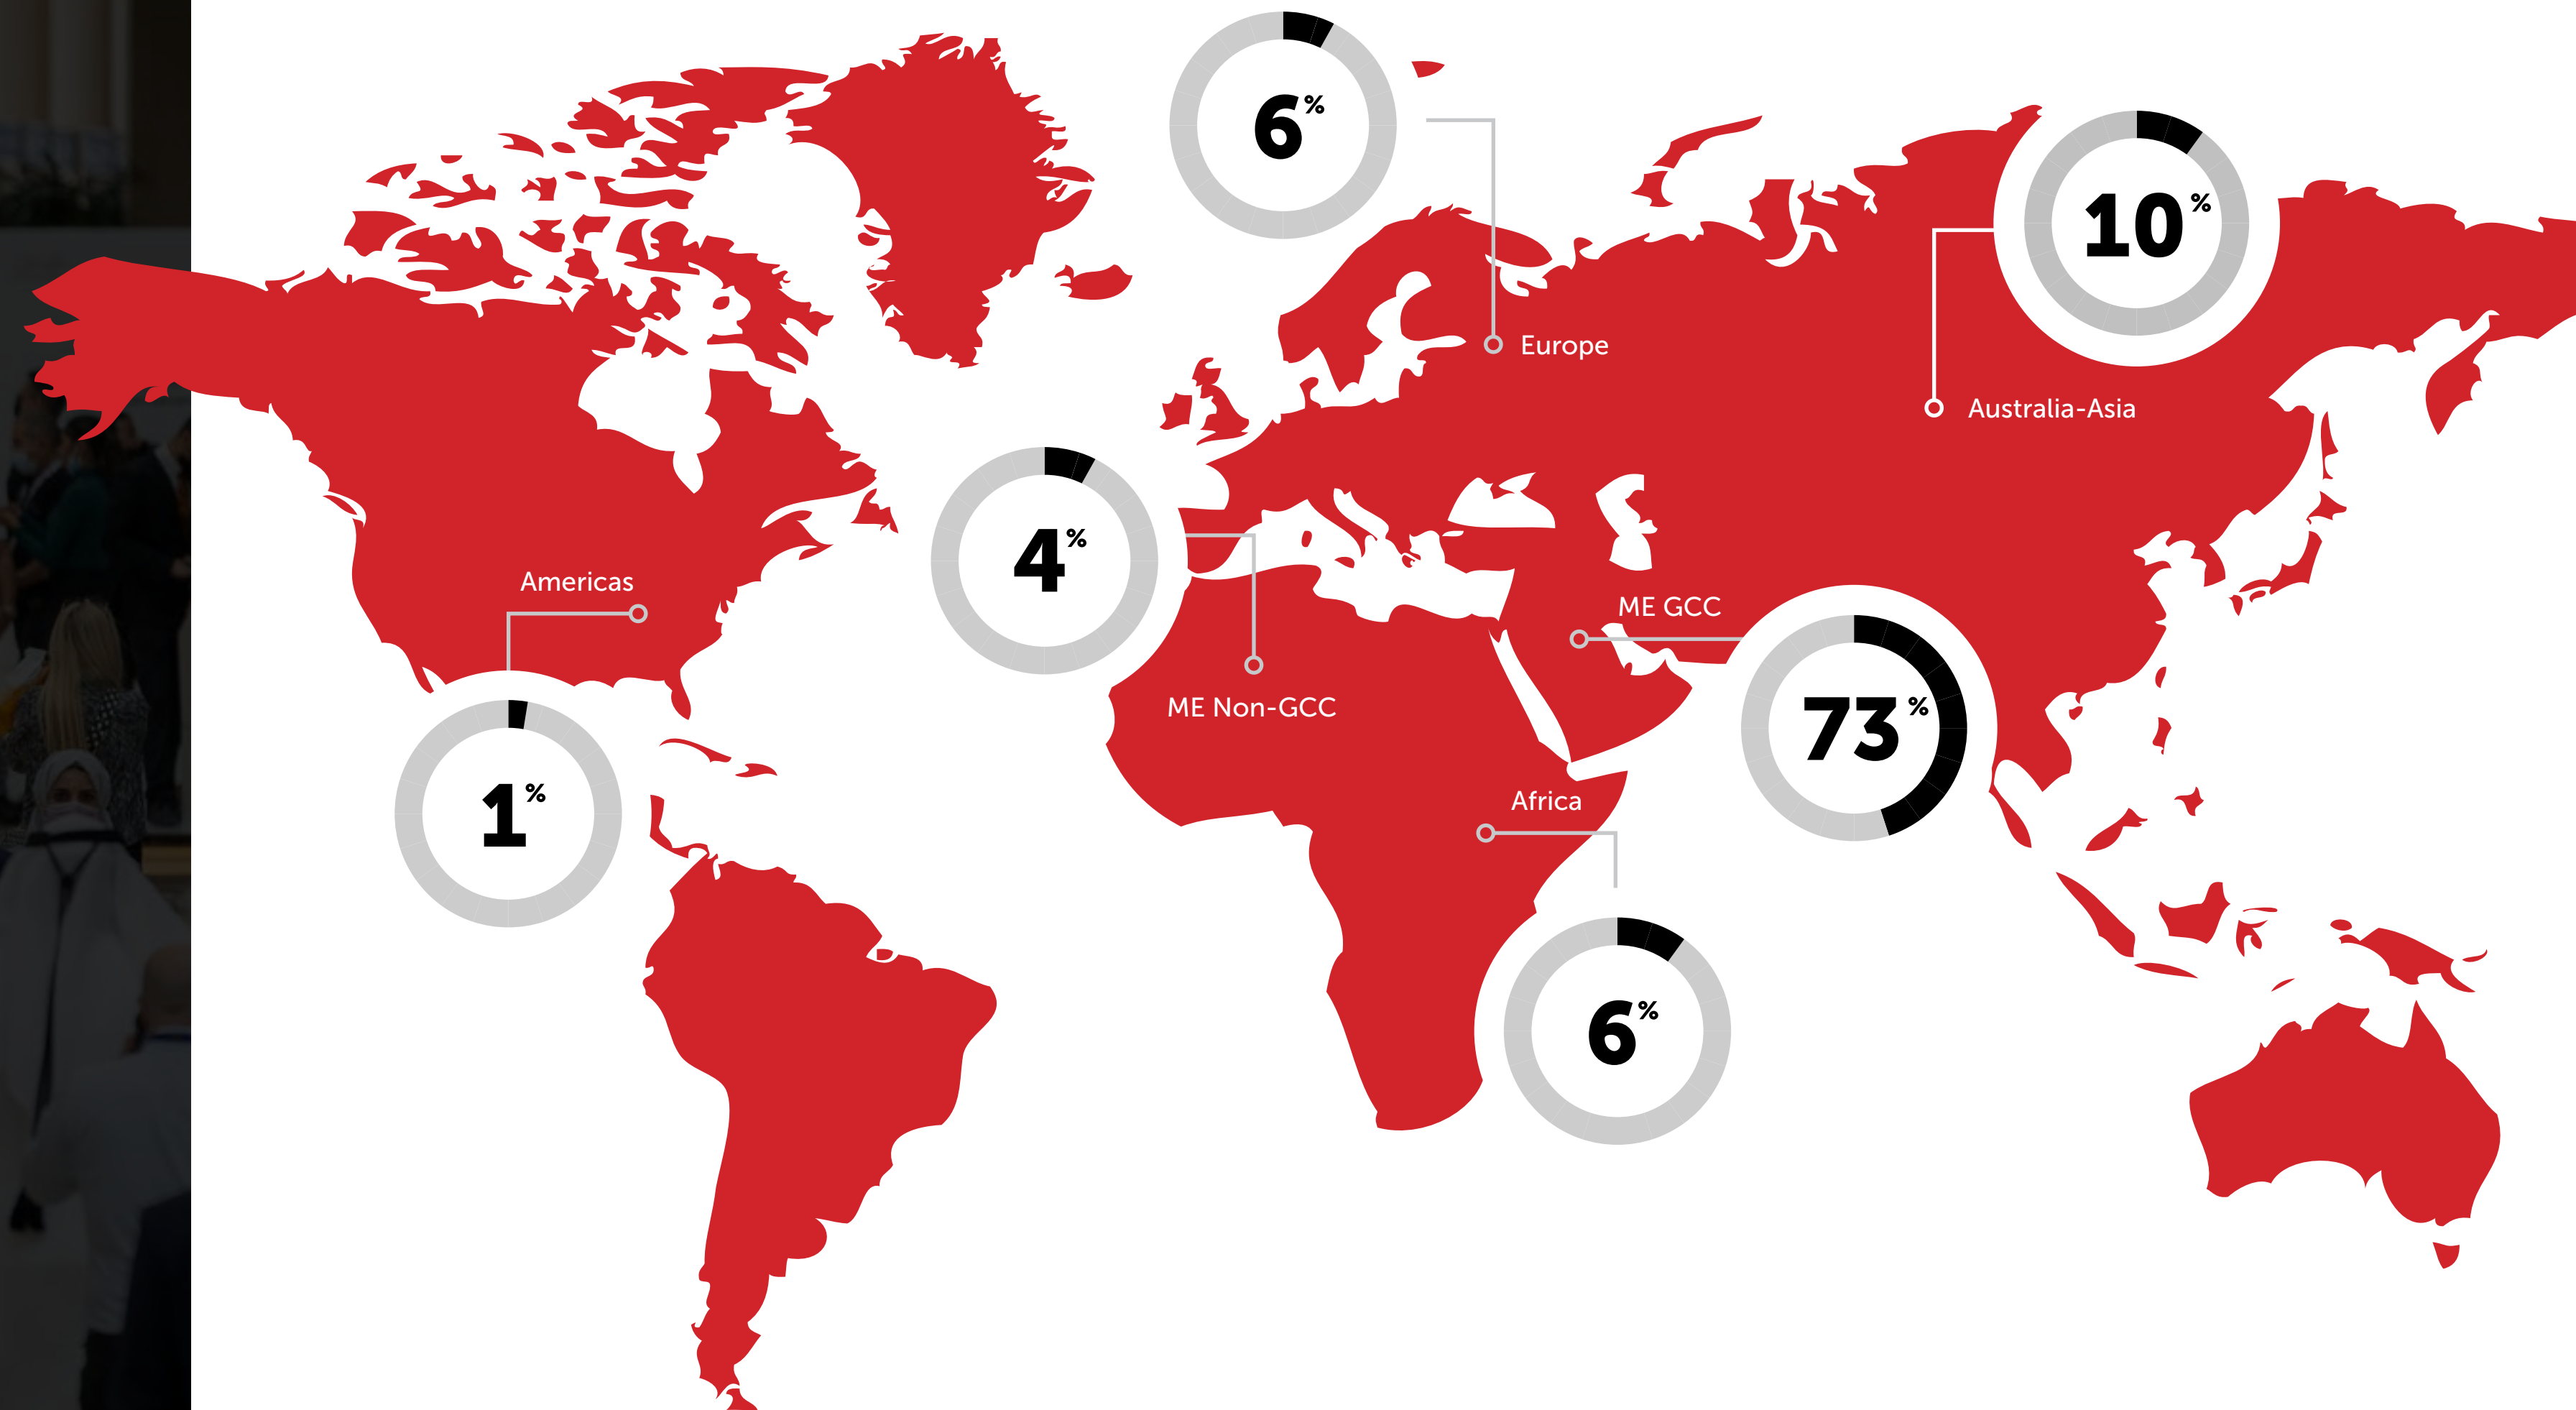 6%
Europe
10%
Australia-Asia
4%
ME Non-GCC
Americas
1%
ME GCC
73%
Africa
6%